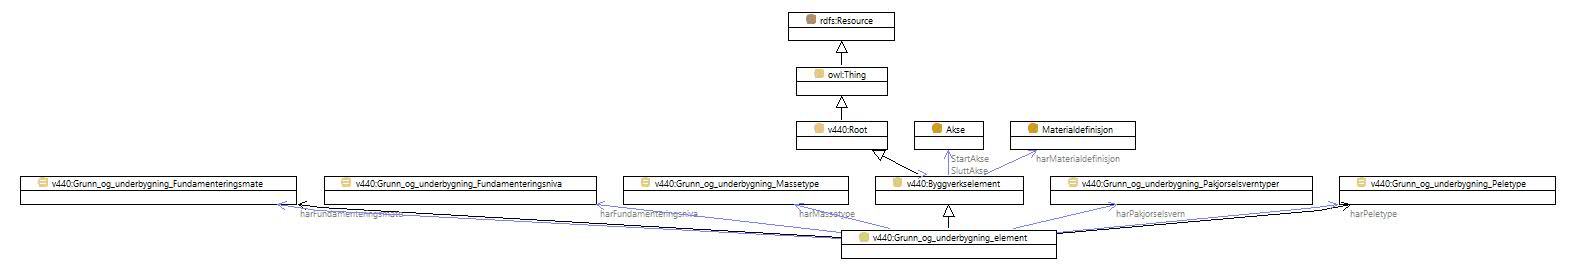 rdfs:Resource
owl:Thing
v440:Root
Akse
Materialdefinisjon
StartAkse
SluttAkse
harMaterialdefinisjon
v440:Grunn_og_underbygning_Fundamenteringsmate
v440:Grunn_og_underbygning_Fundamenteringsniva
v440:Grunn_og_underbygning_Massetype
v440:Byggverkselement
v440:Grunn_og_underbygning_Pakjorselsverntyper
v440:Grunn_og_underbygning_Peletype
harFundamenteringsmate
harFundamenteringsniva
harMassetype
harPakjorselsvern
harPeletype
v440:Grunn_og_underbygning_element